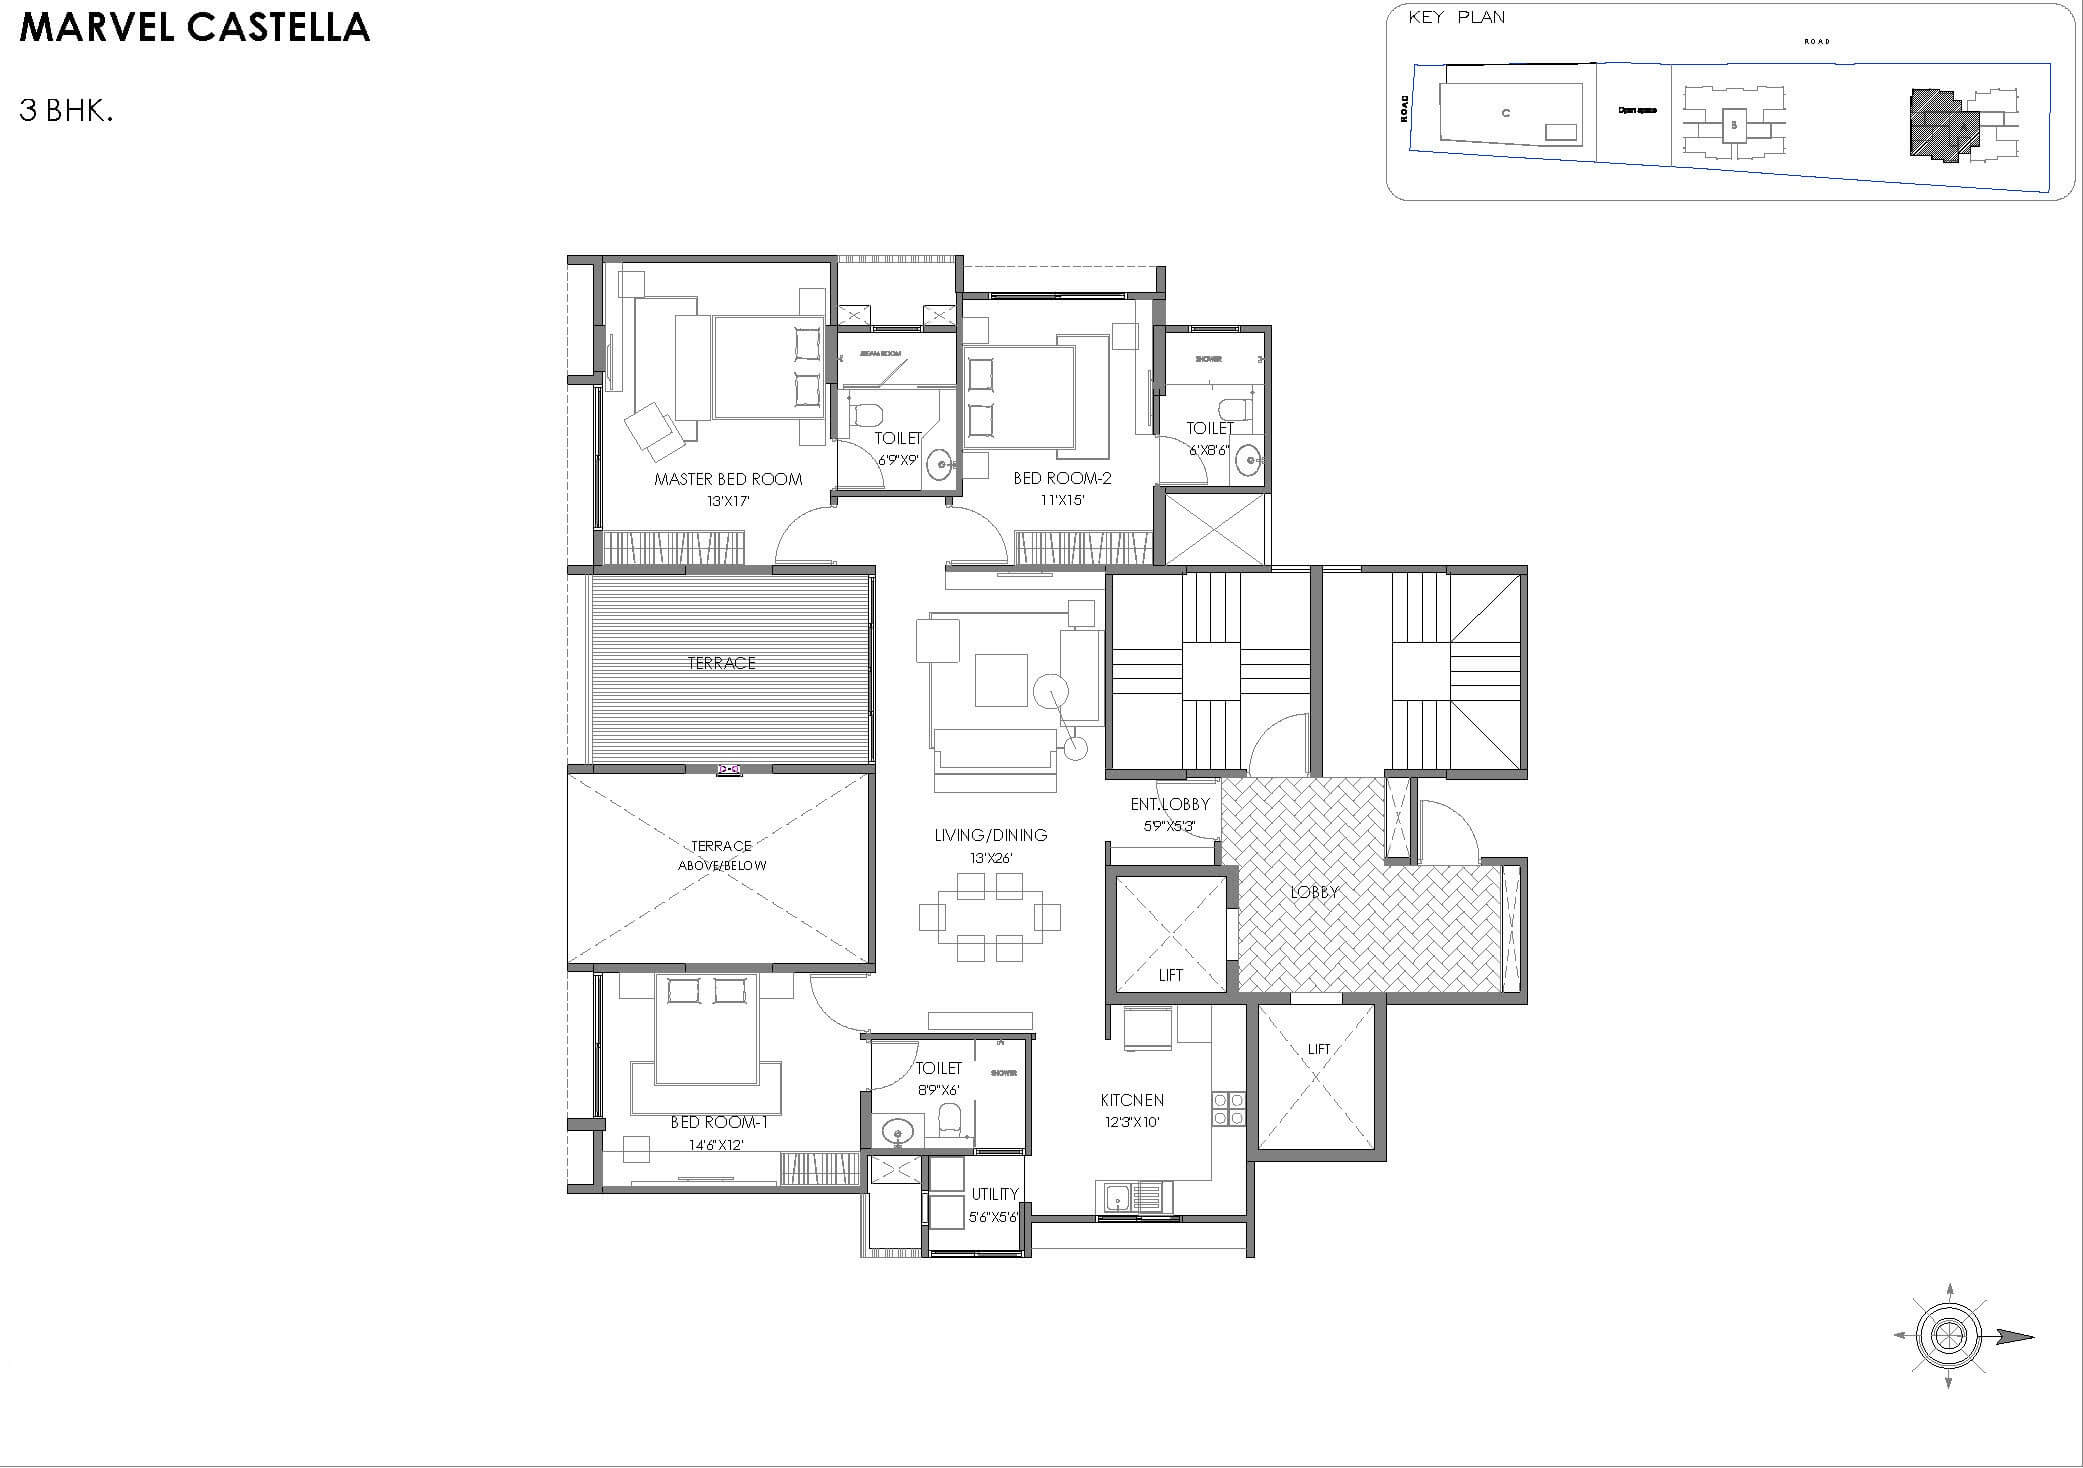 MARVEL CASTELLA
3 BHK.
KEY PLAN
ROAD
ROAD
C
Open space
B
STEAM ROOM
SHOWER
TOILET
6'9"X9'
TOILET
6'X8'6"
MASTER BED ROOM
13'X17'
BED ROOM-2
11'X15'
TERRACE
ENT.LOBBY
5'9"X5'3"
LIVING/DINING
13'X26'
TERRACE
ABOVE/BELOW
LOBBY
LIFT
LIFT
TOILET
8'9"X6'
SHOWER
KITCNEN
12'3"X10'
BED ROOM-1
14'6"X12'
UTILITY
5'6"X5'6'